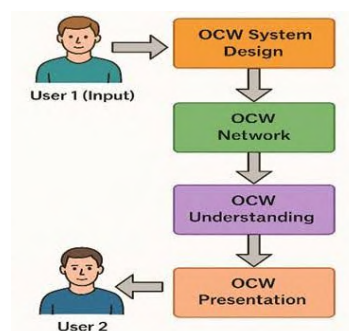 OCW System
Design
User 1 (Input)
OCW
Network
OCW
Understanding
OCW
Presentation
User 2